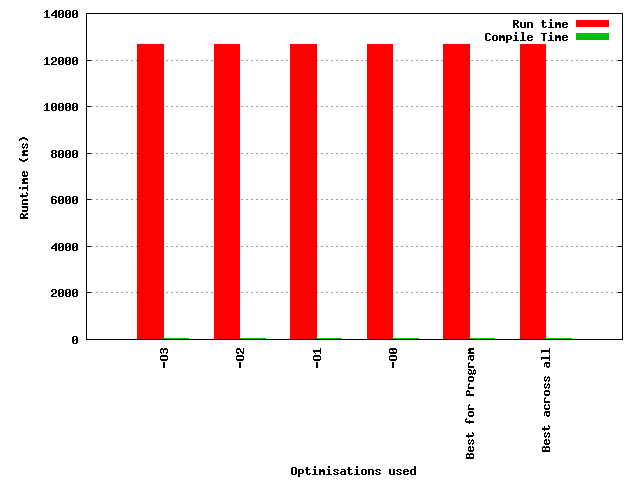 14000
12000
10000
8000
6000
4000
2000
0
Runtime (ms)
Run time
Compile Time
-O3
-O2
-O1
-O0
Best for Program
Best across all
Optimisations used